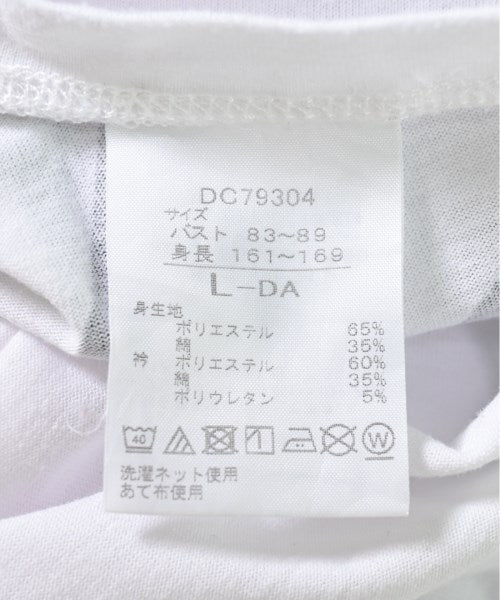 DC79304
サイズ
バスト 83〜89
身長 161〜169
L-DA
身生地
ポリエステル 65%
綿 35%
衿 ポリエステル 60%
綿 35%
ポリウレタン 5%
40 W
洗濯ネット使用
あて布使用